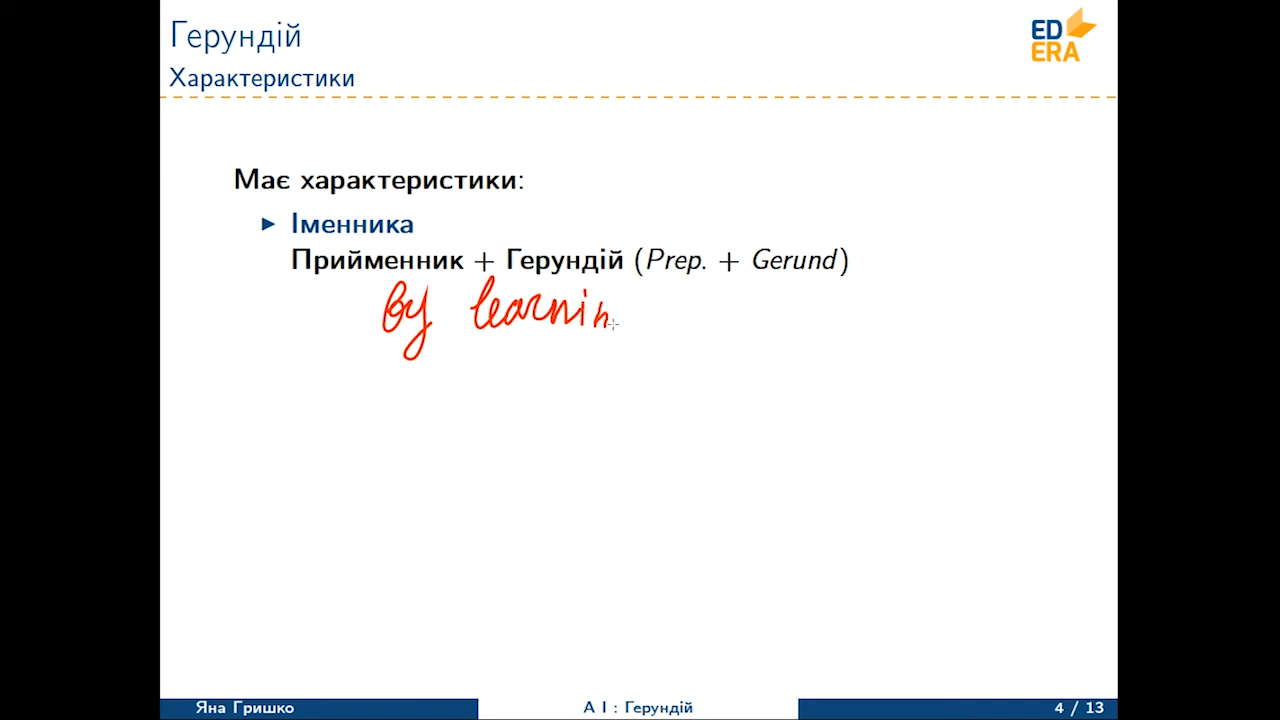 Герундій
ED
ERA
Характеристики
Має характеристики:
Іменника
Прийменник + Герундій (Prep. + Gerund)
by learnin
Яна Гришко
А І : Герундій
4 / 13